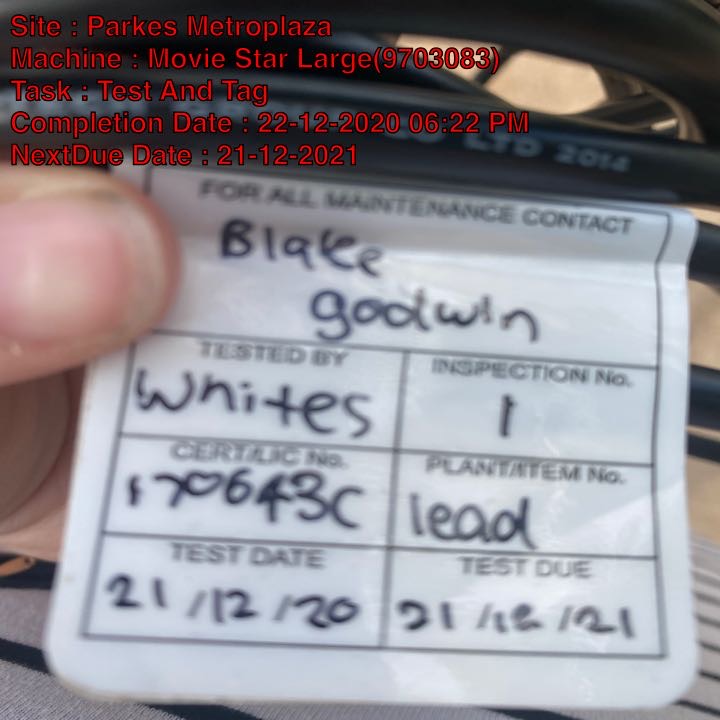 Site : Parkes Metroplaza
Machine : Movie Star Large(9703083)
Task : Test And Tag
Completion Date : 22-12-2020 06:22 PM
NextDue Date : 21-12-2021
LTD 2014
FOR ALL MAINTENANCE CONTACT
Blake
godwin
TESTED BY
INSPECTION No.
Whites
1
CERT/LIC No.
PLANT/ITEM No.
170643C
lead
TEST DATE
TEST DUE
21/12/20
21/12/21